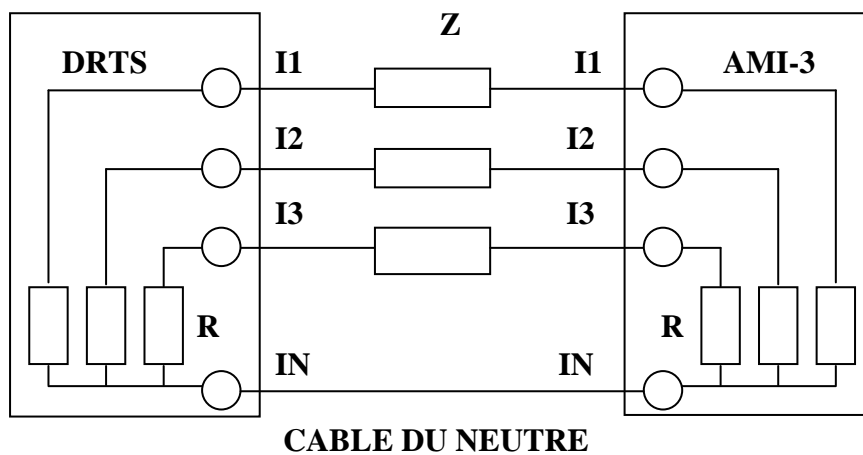 Z
DRTS I1 I1 AMI-3
I2 I2
I3 I3
R R
IN IN
CABLE DU NEUTRE